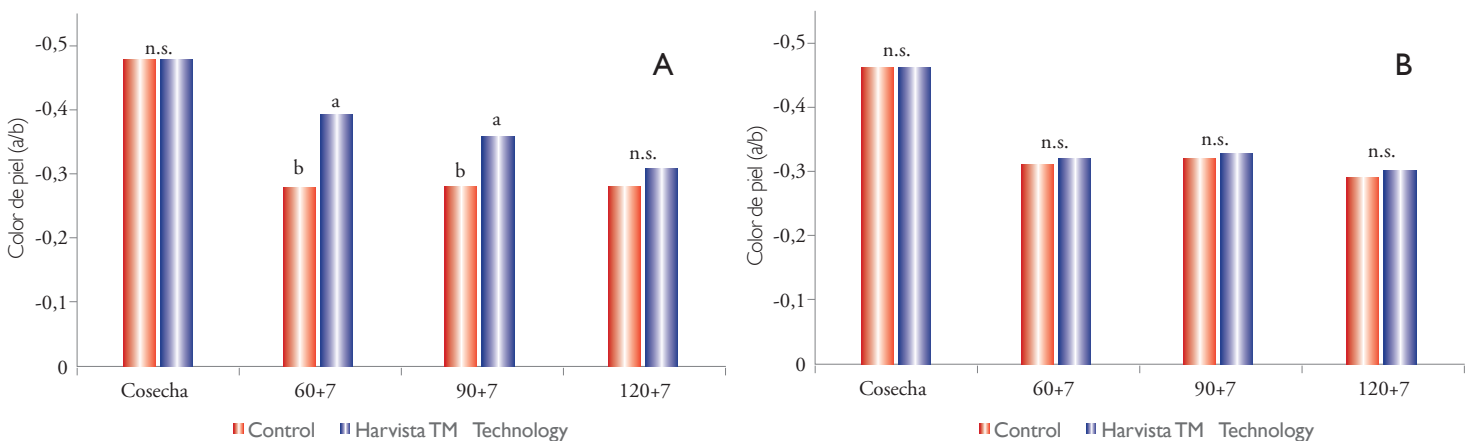 A
Color de piel (a/b)
-0,5
-0,4
-0,3
-0,2
-0,1
0
n.s.
b
a
b
a
n.s.
Cosecha 60+7 90+7 120+7
Control Harvista TM Technology
B
Color de piel (a/b)
-0,5
-0,4
-0,3
-0,2
-0,1
0
n.s.
n.s.
n.s.
n.s.
Cosecha 60+7 90+7 120+7
Control Harvista TM Technology